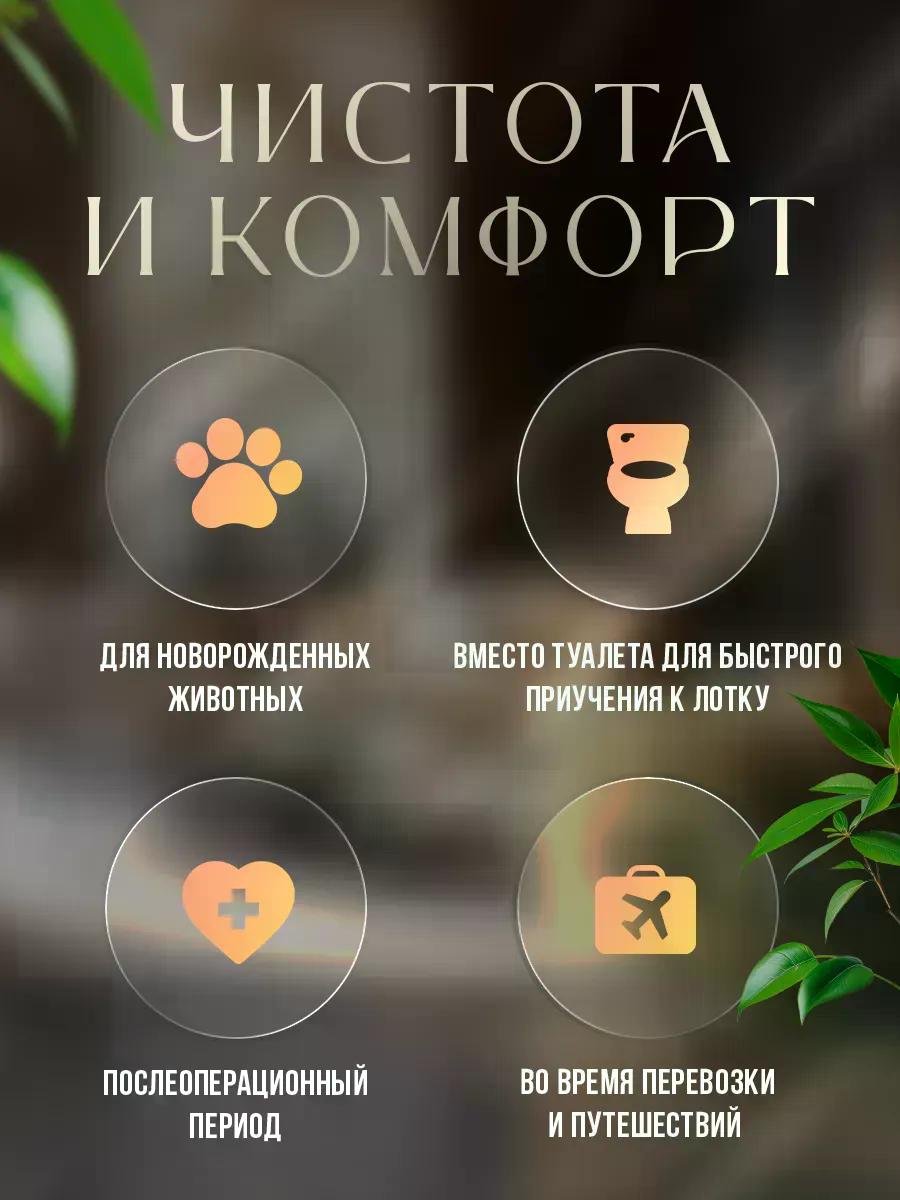 ЧИСТОТА
И КОМФОРТ
ДЛЯ НОВОРОЖДЕННЫХ
ЖИВОТНЫХ
ВМЕСТО ТУАЛЕТА ДЛЯ БЫСТРОГО
ПРИУЧЕНИЯ К ЛОТКУ
ПОСЛЕОПЕРАЦИОННЫЙ
ПЕРИОД
ВО ВРЕМЯ ПЕРЕВОЗКИ
И ПУТЕШЕСТВИЙ